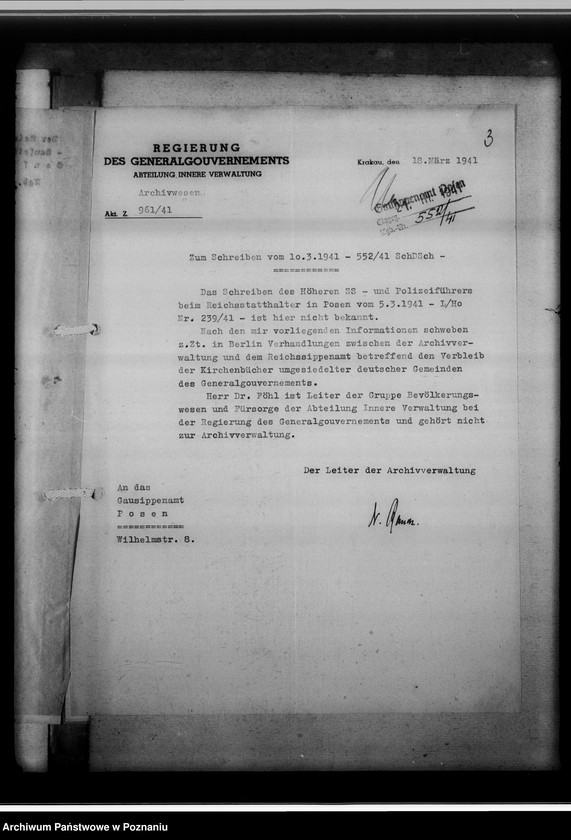 3
REGIERUNG
DES GENERALGOUVERNEMENTS
ABTEILUNG INNERE VERWALTUNG
Archivwesen.
Akt. Z. 961/41
Krakau, den 18.März 1941
Gausippenamt Posen
552/41
Zum Schreiben vom 10.3.1941 - 552/41 SchDSch -
============
Das Schreiben des Höheren SS - und Polizeiführers
beim Reichsstatthalter in Posen vom 5.3.1941 - I/Ho
Nr. 239/41 - ist hier nicht bekannt.
Nach den mir vorliegenden Informationen schweben
z.Zt. in Berlin Verhandlungen zwischen der Archivver-
waltung und dem Reichssippenamt betreffend den Verbleib
der Kirchenbücher umgesiedelter deutscher Gemeinden
des Generalgouvernements.
Herr Dr. Föhl ist Leiter der Gruppe Bevölkerungs-
wesen und Fürsorge der Abteilung Innere Verwaltung bei
der Regierung des Generalgouvernements und gehört nicht
zur Archivverwaltung.
Der Leiter der Archivverwaltung
An das
Gausippenamt
P o s e n
============
Wilhelmstr. 8.
Archiwum Państwowe w Poznaniu